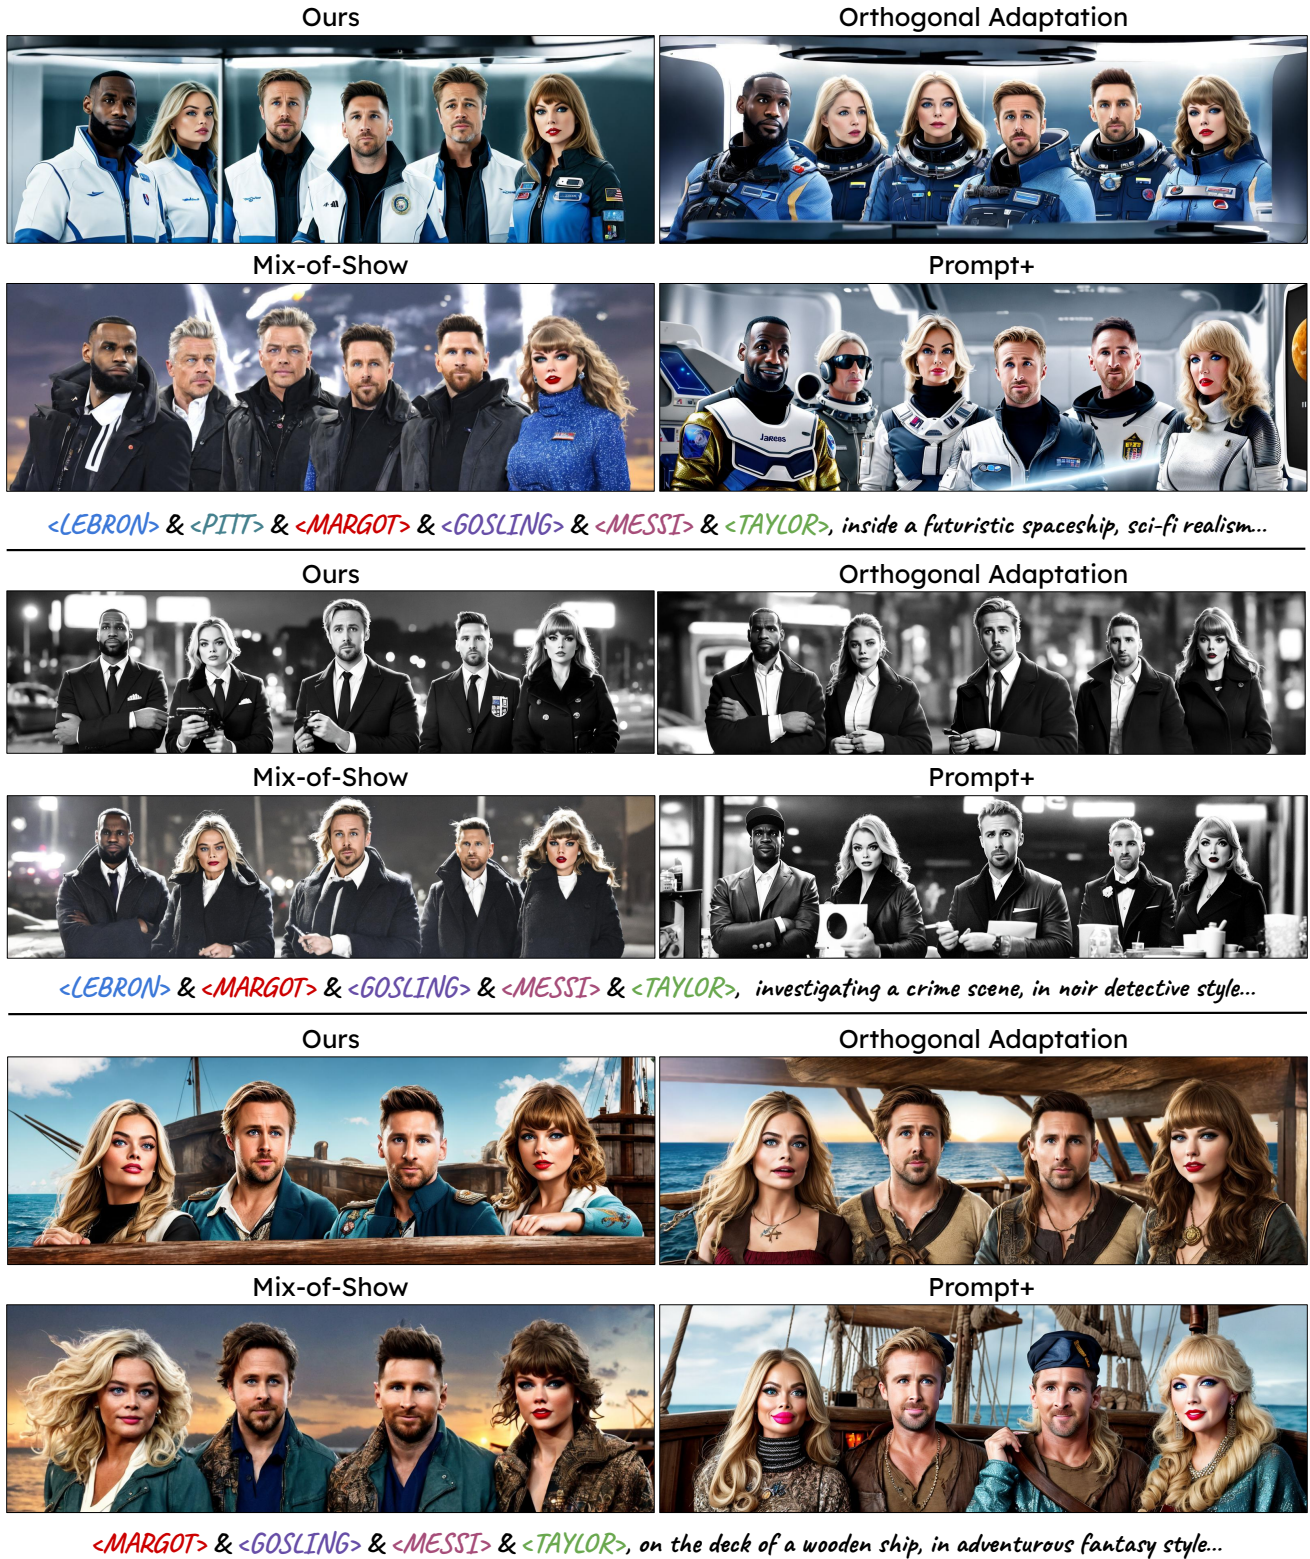 Ours
Orthogonal Adaptation
Mix-of-Show
Prompt+
Jareas
<LEBRON> & <PITT> & <MARGOT> & <GOSLING> & <MESSI> & <TAYLOR>, inside a futuristic spaceship, sci-fi realism...
Ours
Orthogonal Adaptation
Mix-of-Show
Prompt+
<LEBRON> & <MARGOT> & <GOSLING> & <MESSI> & <TAYLOR>, investigating a crime scene, in noir detective style...
Ours
Orthogonal Adaptation
Mix-of-Show
Prompt+
<MARGOT> & <GOSLING> & <MESSI> & <TAYLOR>, on the deck of a wooden ship, in adventurous fantasy style...